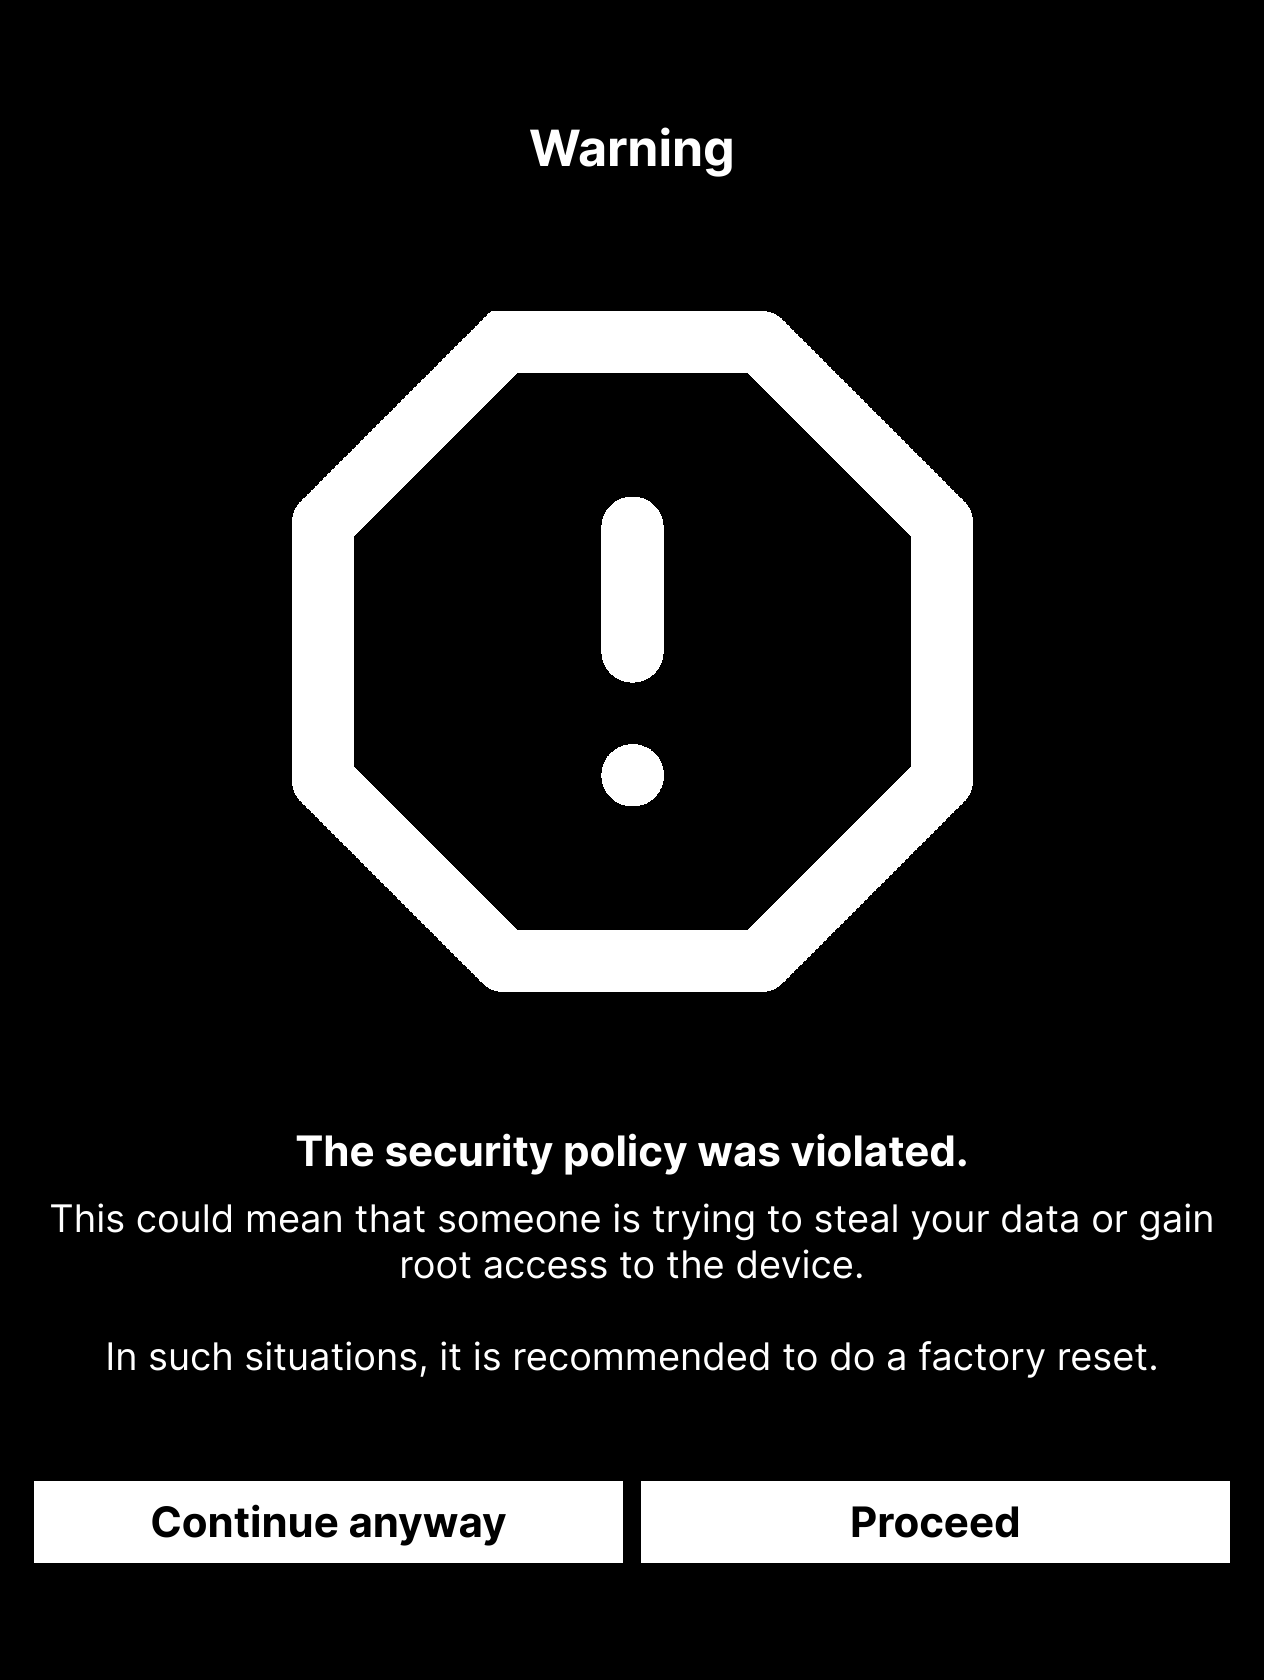 Warning
The security policy was violated.
This could mean that someone is trying to steal your data or gain
root access to the device.
In such situations, it is recommended to do a factory reset.
Continue anyway
Proceed